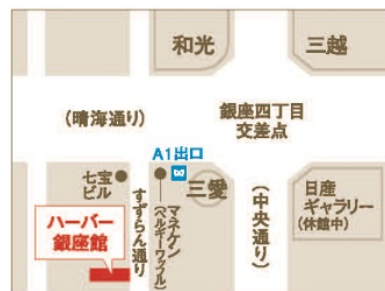 和光
三越
(晴海通り)
銀座四丁目
交差点
A1出口
七宝
ビル
すずらん通り
マネケン
(ベルギーワッフル)
三愛
(中央通り)
日産
ギャラリー
(休館中)
ハーバー
銀座館